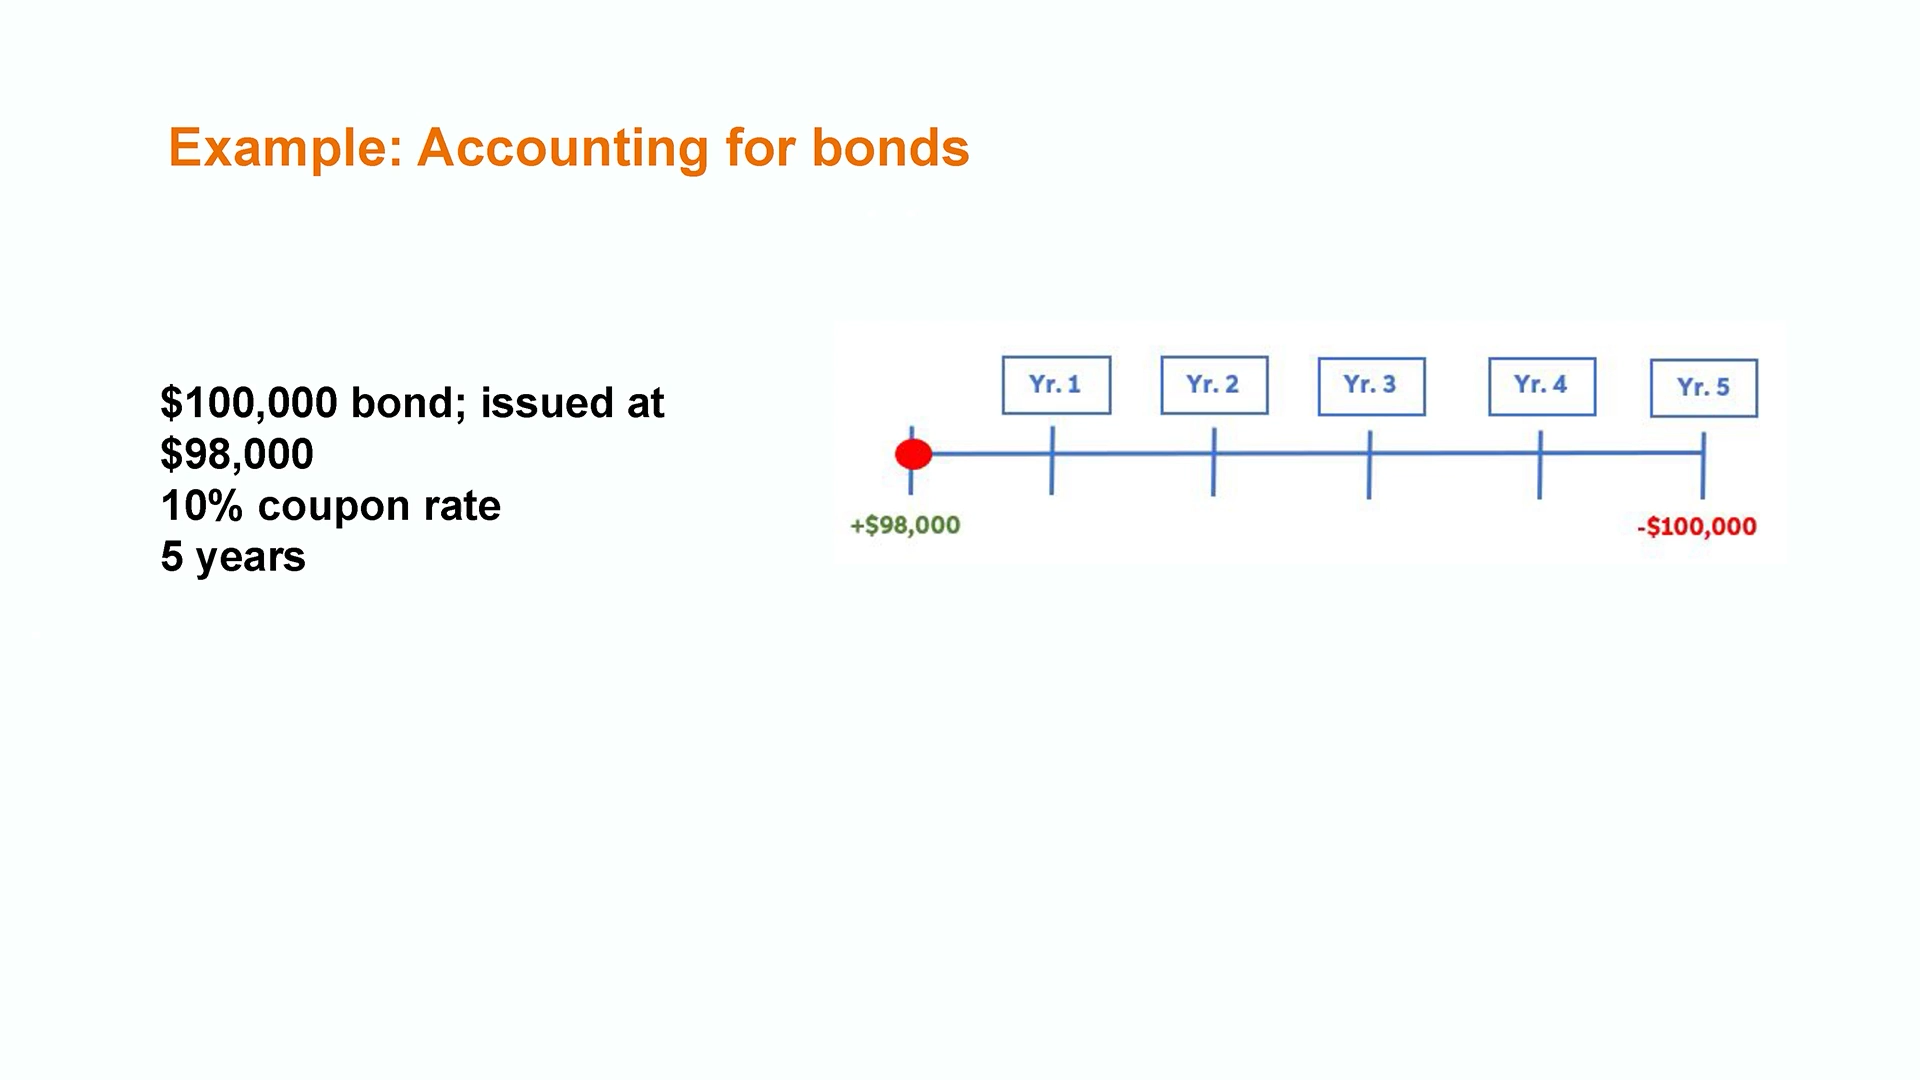 Example: Accounting for bonds
$100,000 bond; issued at
$98,000
10% coupon rate
5 years
Yr. 1
Yr. 2
Yr. 3
Yr. 4
Yr. 5
+$98,000
-$100,000